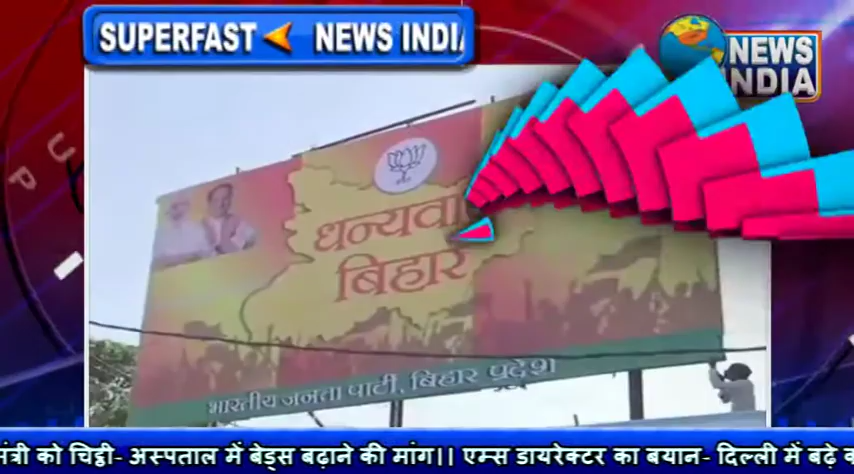 SUPERFAST NEWS INDI
NEWS
INDIA
धन्यवा
बिहार
भारतीय जनता पार्टी, बिहार प्रदेश
मंत्री को चिट्ठी- अस्पताल में बेड्स बढ़ाने की मांग।। एम्स डायरेक्टर का बयान- दिल्ली में बढ़े